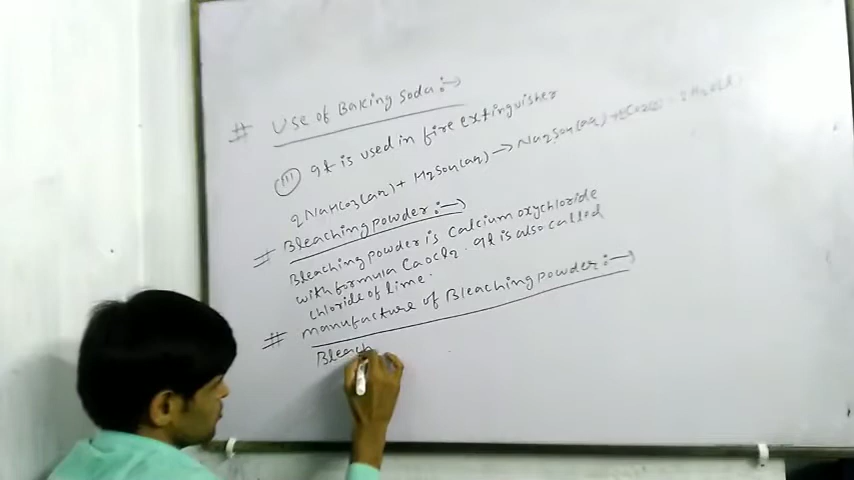 # Use of Baking soda :→
(III) It is used in fire extinguisher
2NaHCO3(aq) + H2SO4(aq) → Na2SO4(aq) + 2CO2(g) + 2H2O(l)
# Bleaching powder :→
Bleaching powder is calcium oxychloride
with formula CaOCl2. It is also called
chloride of lime.
# manufacture of Bleaching powder :→
Bleach